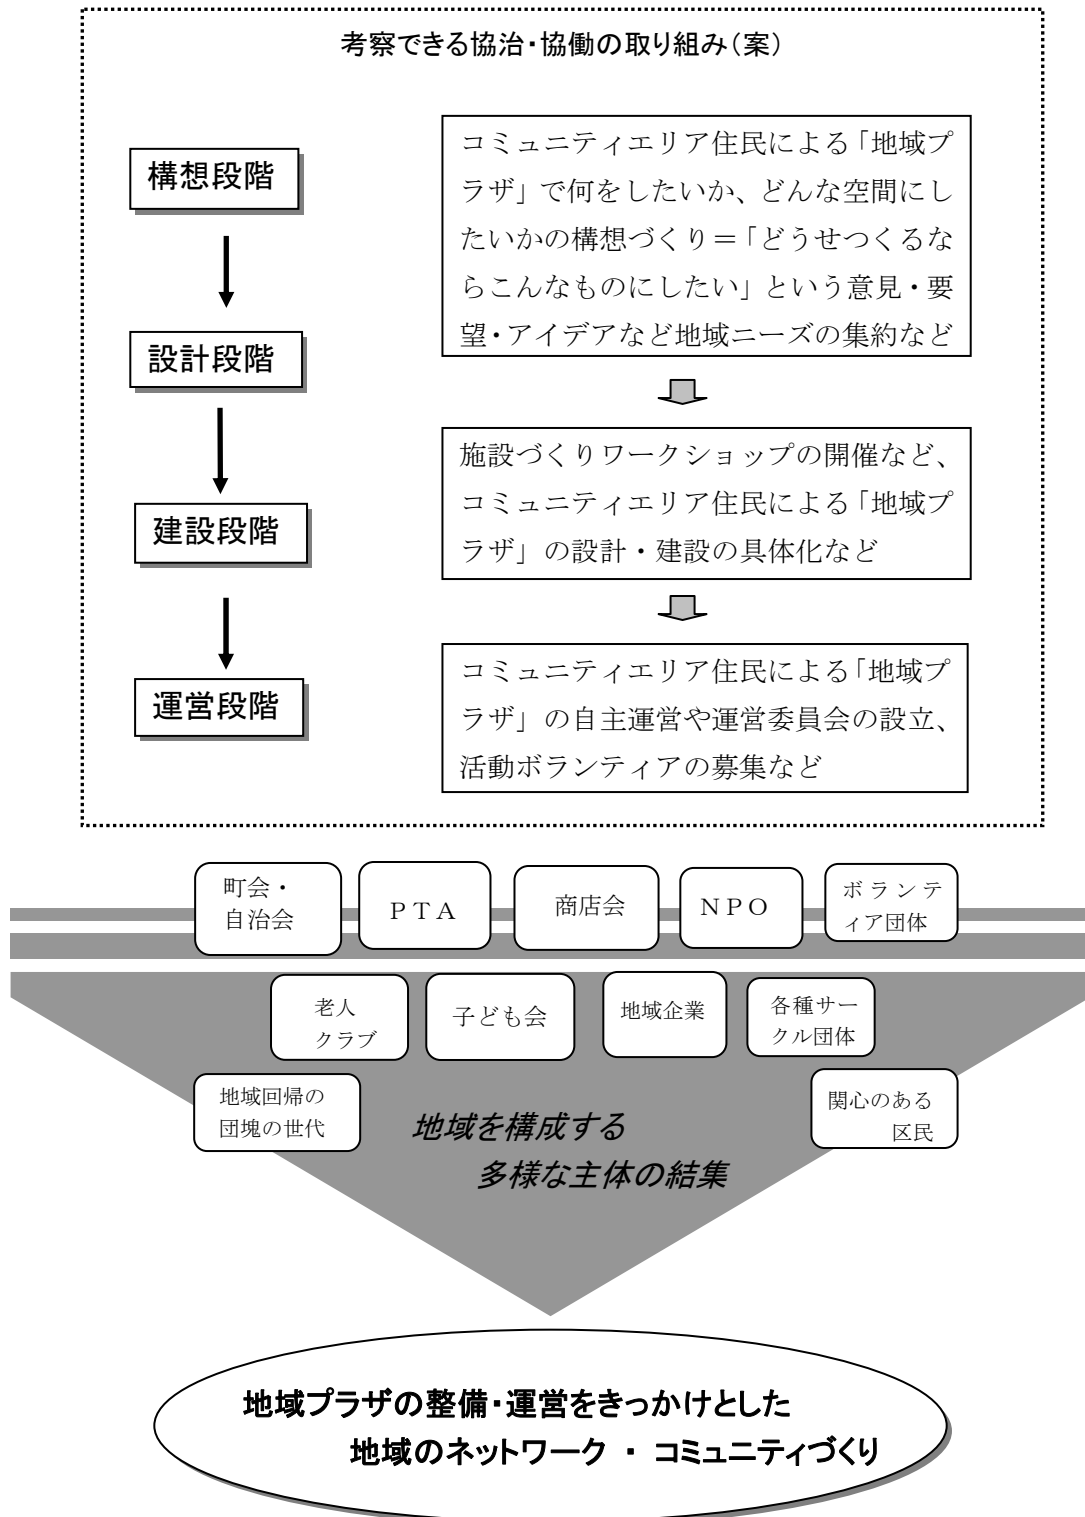 考察できる協治・協働の取り組み（案）
構想段階
コミュニティエリア住民による「地域プ
ラザ」で何をしたいか、どんな空間にし
たいかの構想づくり＝「どうせつくるな
らこんなものにしたい」という意見・要
望・アイデアなど地域ニーズの集約など
設計段階
建設段階
施設づくりワークショップの開催など、
コミュニティエリア住民による「地域プ
ラザ」の設計・建設の具体化など
運営段階
コミュニティエリア住民による「地域プ
ラザ」の自主運営や運営委員会の設立、
活動ボランティアの募集など
町会・
自治会
ＰＴＡ
商店会
ＮＰＯ
ボランテ
ィア団体
老人
クラブ
子ども会
地域企業
各種サー
クル団体
地域回帰の
団塊の世代
関心のある
区民
地域を構成する
多様な主体の結集
地域プラザの整備・運営をきっかけとした
地域のネットワーク ・ コミュニティづくり